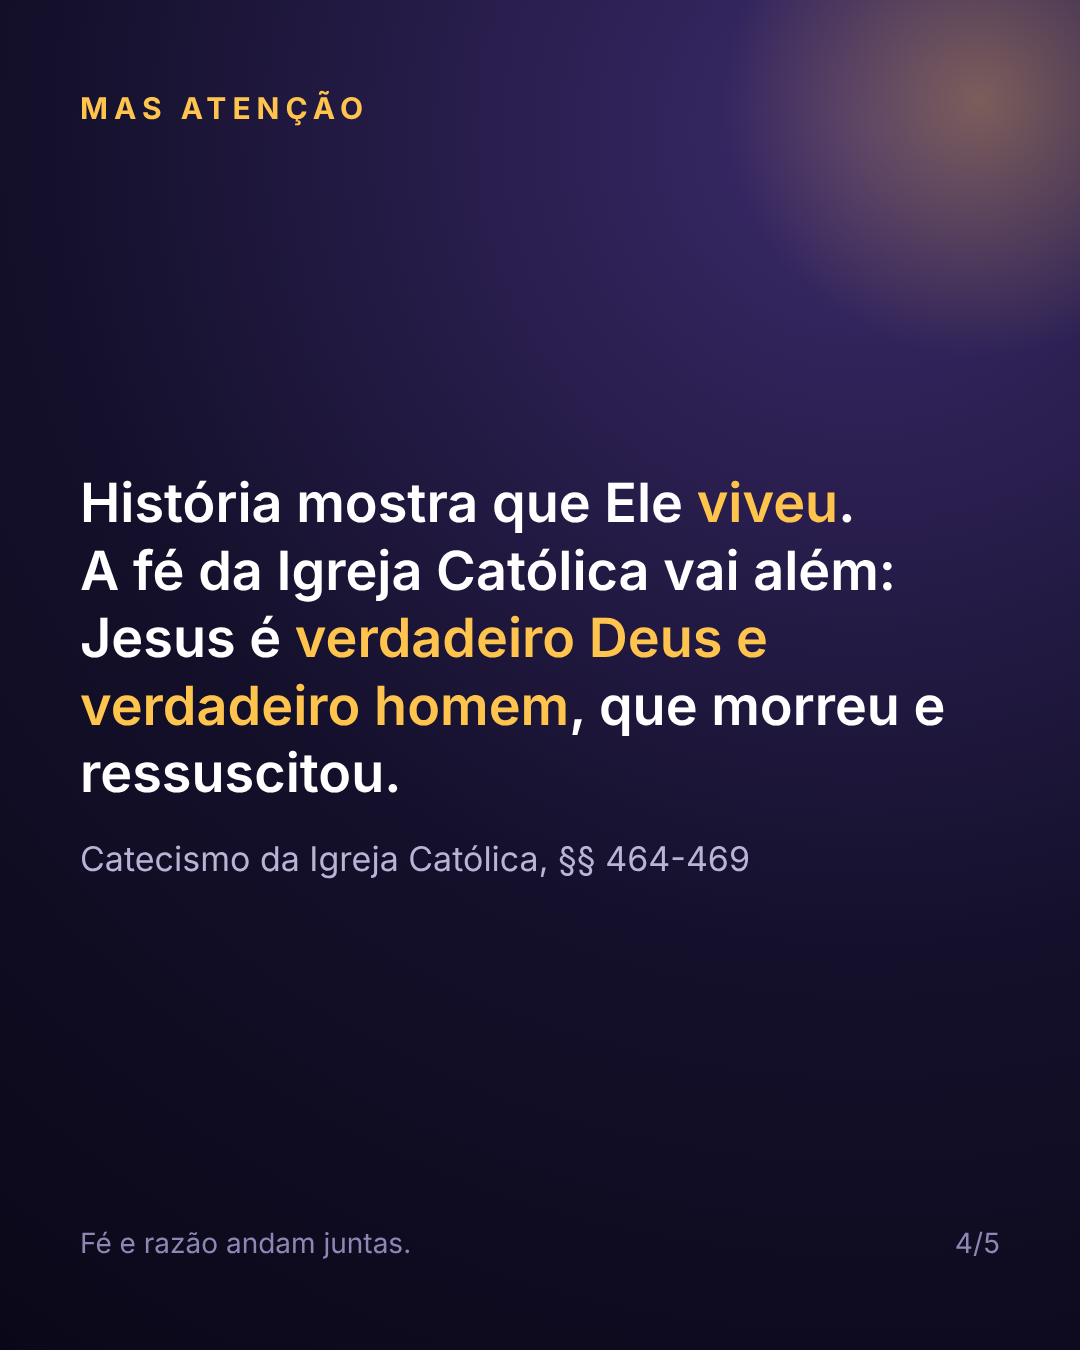 MAS ATENÇÃO
História mostra que Ele viveu.
A fé da Igreja Católica vai além:
Jesus é verdadeiro Deus e
verdadeiro homem, que morreu e
ressuscitou.
Catecismo da Igreja Católica, §§ 464-469
Fé e razão andam juntas.
4/5